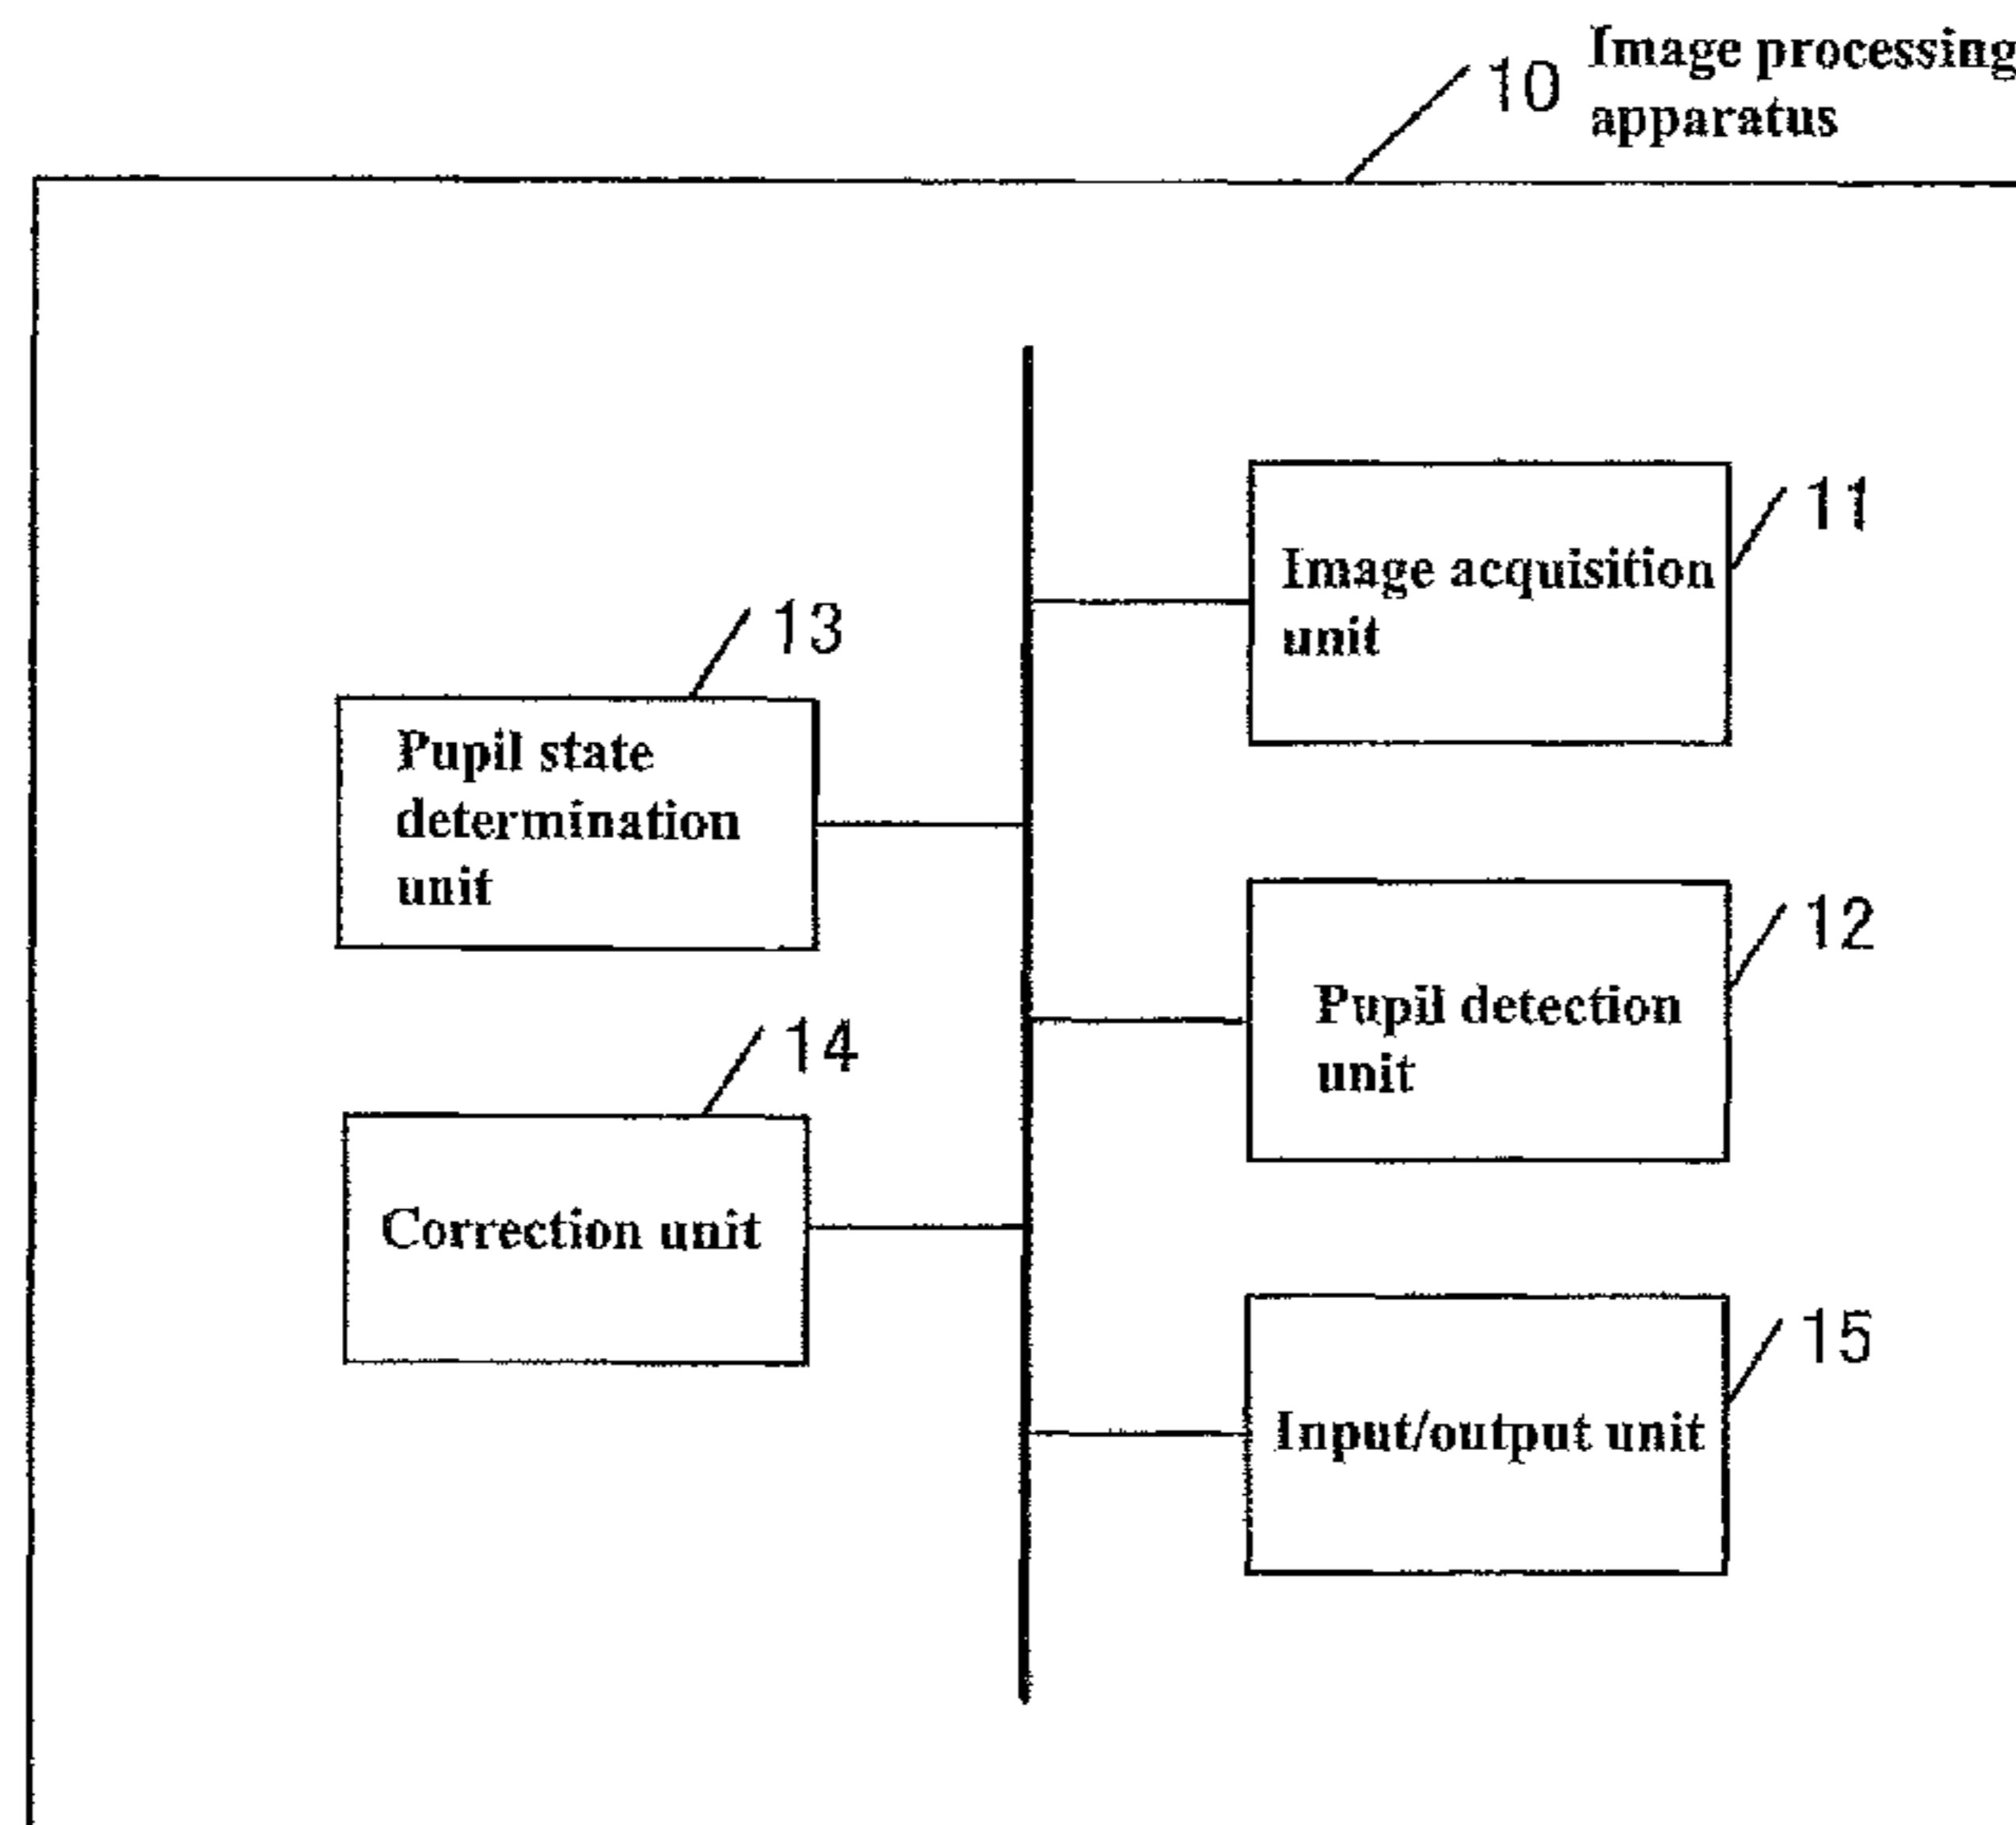 10
Image processing
apparatus
11
Image acquisition
unit
13
Pupil state
determination
unit
12
Pupil detection
unit
14
Correction unit
15
Input/output unit